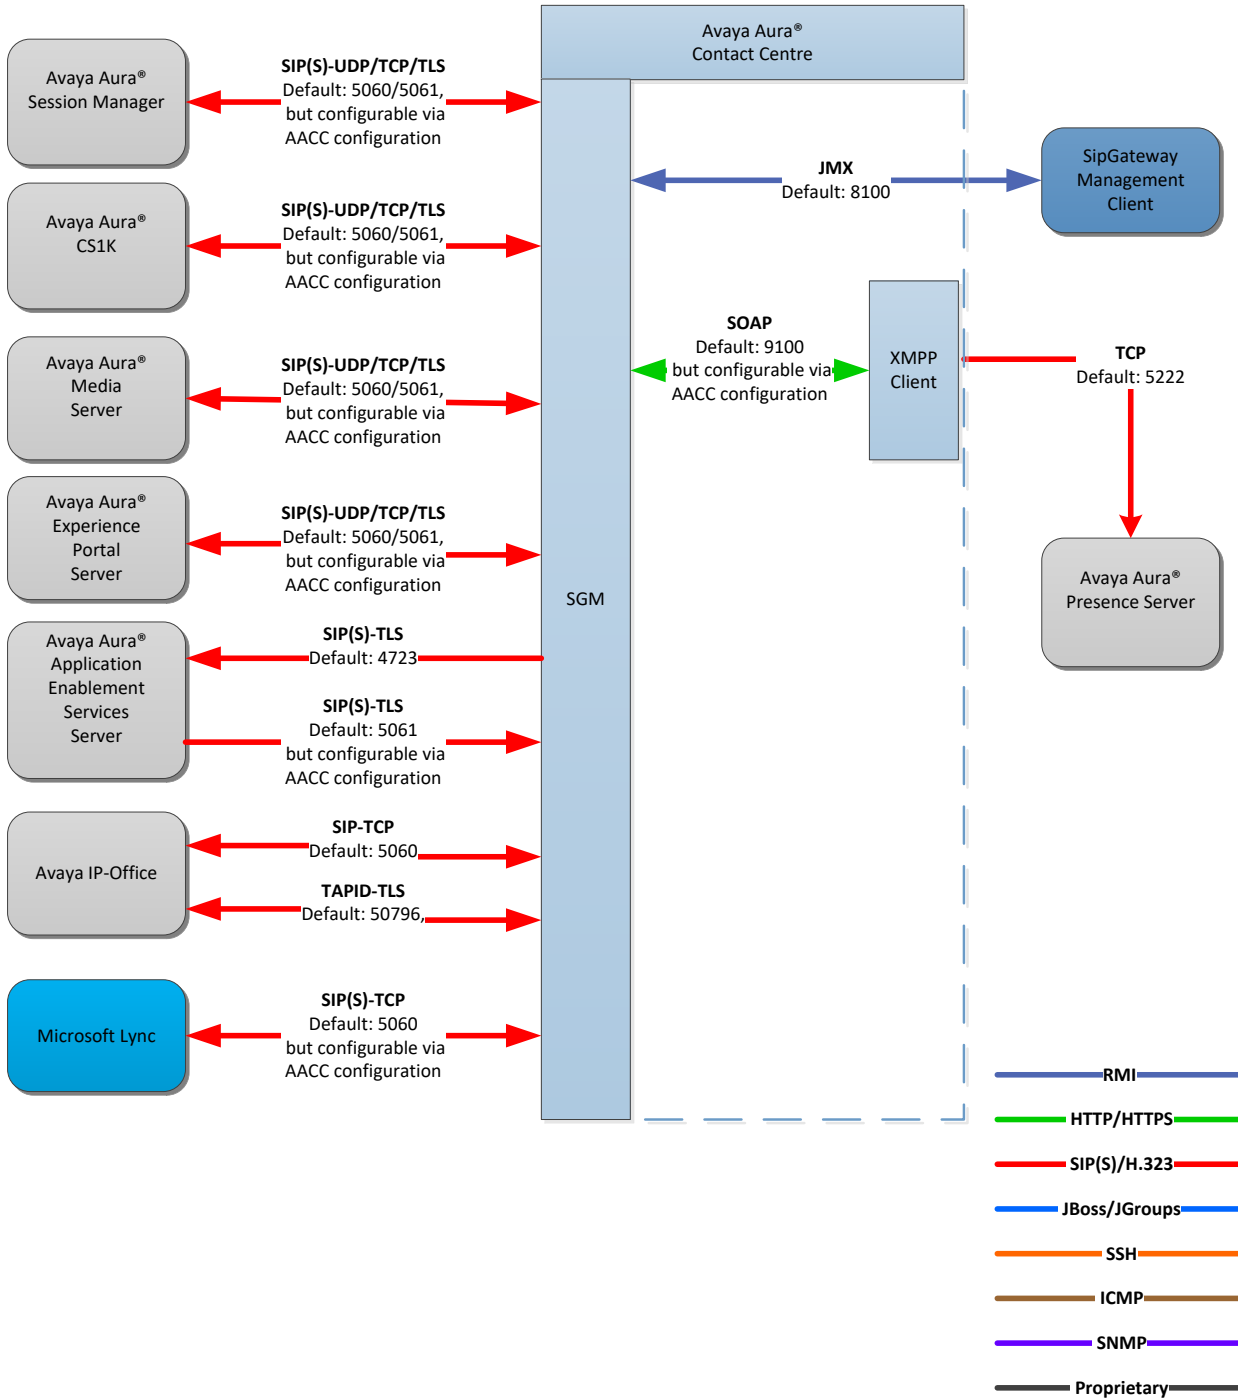 Avaya Aura®
Contact Centre
Avaya Aura®
Session Manager
SIP(S)-UDP/TCP/TLS
Default: 5060/5061,
but configurable via
AACC configuration
JMX
Default: 8100
SipGateway
Management
Client
Avaya Aura®
CS1K
SIP(S)-UDP/TCP/TLS
Default: 5060/5061,
but configurable via
AACC configuration
SOAP
Default: 9100
but configurable via
AACC configuration
XMPP
Client
TCP
Default: 5222
Avaya Aura®
Media
Server
SIP(S)-UDP/TCP/TLS
Default: 5060/5061,
but configurable via
AACC configuration
Avaya Aura®
Experience
Portal
Server
SIP(S)-UDP/TCP/TLS
Default: 5060/5061,
but configurable via
AACC configuration
SGM
Avaya Aura®
Presence Server
Avaya Aura®
Application
Enablement
Services
Server
SIP(S)-TLS
Default: 4723
SIP(S)-TLS
Default: 5061
but configurable via
AACC configuration
Avaya IP-Office
SIP-TCP
Default: 5060
TAPID-TLS
Default: 50796,
Microsoft Lync
SIP(S)-TCP
Default: 5060
but configurable via
AACC configuration
RMI
HTTP/HTTPS
SIP(S)/H.323
JBoss/JGroups
SSH
ICMP
SNMP
Proprietary